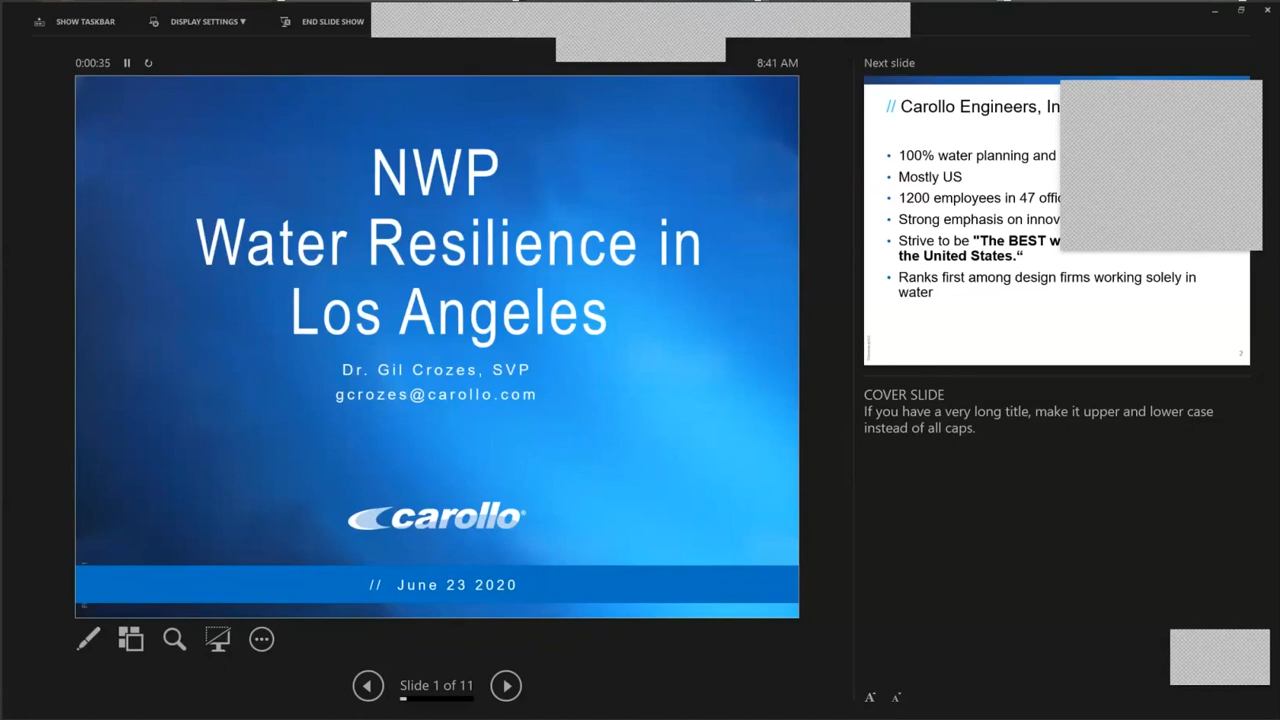 SHOW TASKBAR
DISPLAY SETTINGS ▼
END SLIDE SHOW
0:00:35
8:41 AM
NWP
Water Resilience in
Los Angeles
Dr. Gil Crozes, SVP
gcrozes@carollo.com
carollo®
// June 23 2020
Slide 1 of 11
Next slide
// Carollo Engineers, In
• 100% water planning and
• Mostly US
• 1200 employees in 47 offic
• Strong emphasis on innov
• Strive to be "The BEST w
the United States.“
• Ranks first among design firms working solely in
water
2
COVER SLIDE
If you have a very long title, make it upper and lower case
instead of all caps.
A A